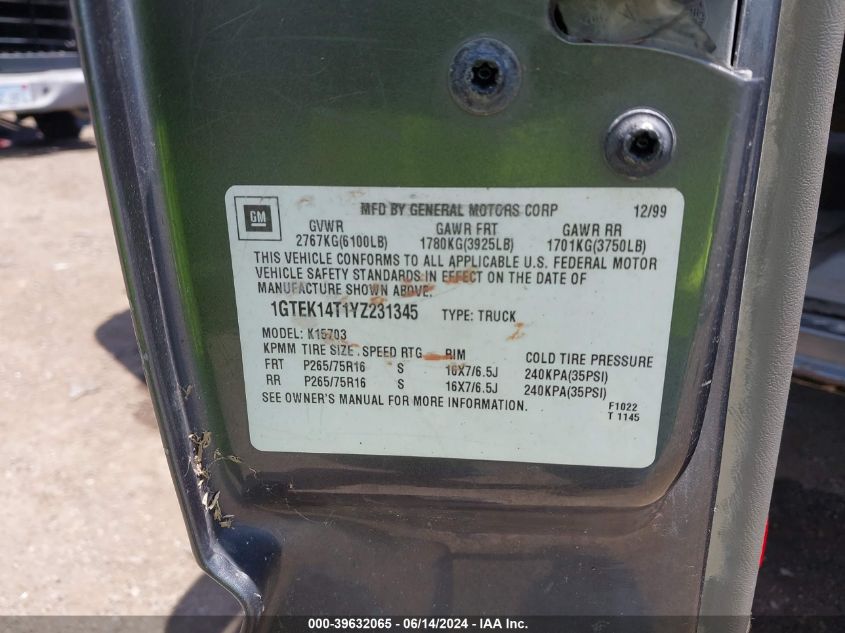 GM
MFD BY GENERAL MOTORS CORP 12/99
GVWR GAWR FRT GAWR RR
2767KG(6100LB) 1780KG(3925LB) 1701KG(3750LB)
THIS VEHICLE CONFORMS TO ALL APPLICABLE U.S. FEDERAL MOTOR
VEHICLE SAFETY STANDARDS IN EFFECT ON THE DATE OF
MANUFACTURE SHOWN ABOVE.
1GTEK14T1YZ231345 TYPE: TRUCK
MODEL: K15703
KPMM TIRE SIZE SPEED RTG RIM COLD TIRE PRESSURE
FRT P265/75R16 S 16X7/6.5J 240KPA(35PSI)
RR P265/75R16 S 16X7/6.5J 240KPA(35PSI)
SEE OWNER'S MANUAL FOR MORE INFORMATION.
F1022
T 1145
000-39632065 - 06/14/2024 - IAA Inc.